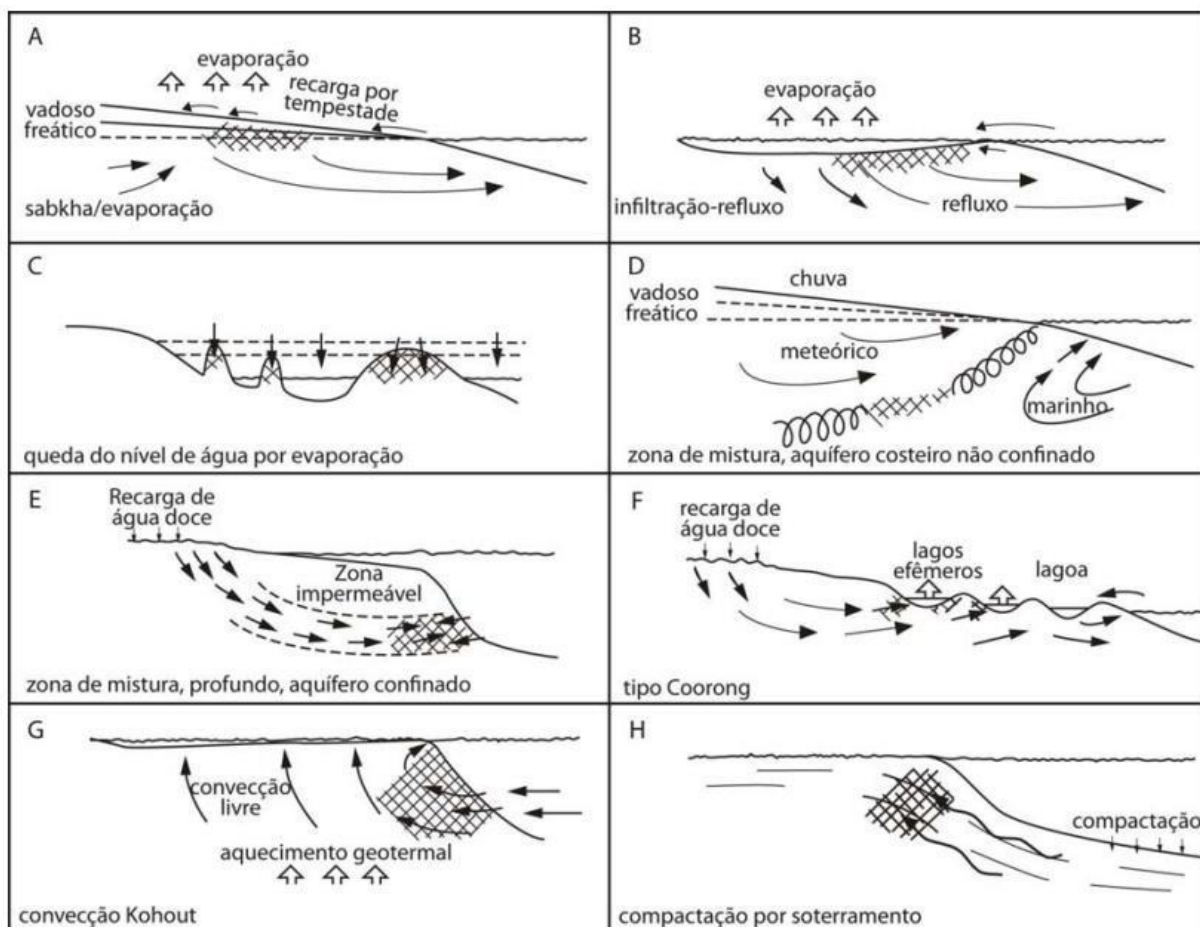 A
evaporação
recarga por
tempestade
vadoso
freático
sabkha/evaporação
B
evaporação
infiltração-refluxo
refluxo
C
queda do nível de água por evaporação
D
chuva
vadoso
freático
meteórico
marinho
zona de mistura, aquífero costeiro não confinado
E
Recarga de
água doce
Zona
impermeável
zona de mistura, profundo, aquífero confinado
F
recarga de
água doce
lagos
efêmeros
lagoa
tipo Coorong
G
convecção
livre
aquecimento geotermal
convecção Kohout
H
compactação
compactação por soterramento